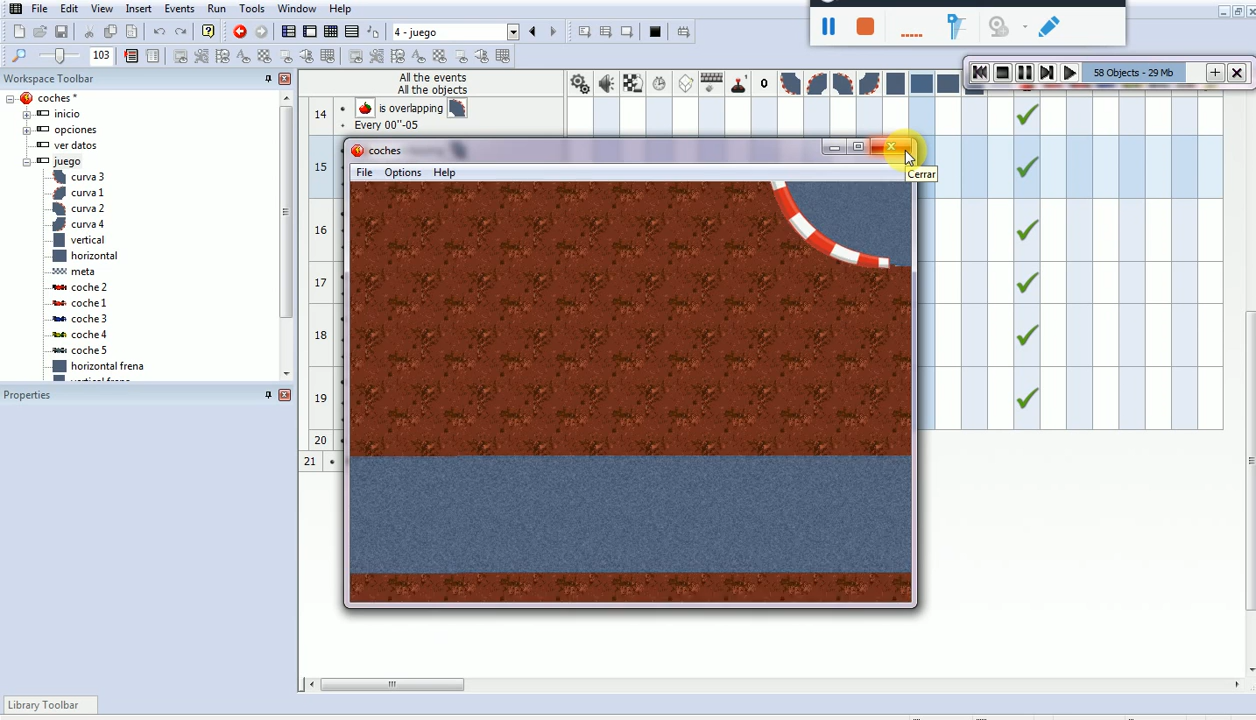 File Edit View Insert Events Run Tools Window Help
4 - juego
103
Workspace Toolbar
All the events
All the objects
0
58 Objects - 29 Mb
coches *
inicio
opciones
ver datos
juego
curva 3
curva 1
curva 2
curva 4
vertical
horizontal
meta
coche 2
coche 1
coche 3
coche 4
coche 5
horizontal frena
Properties
14
is overlapping
Every 00"-05
15
16
17
18
19
20
21
coches
Cerrar
File Options Help
Library Toolbar